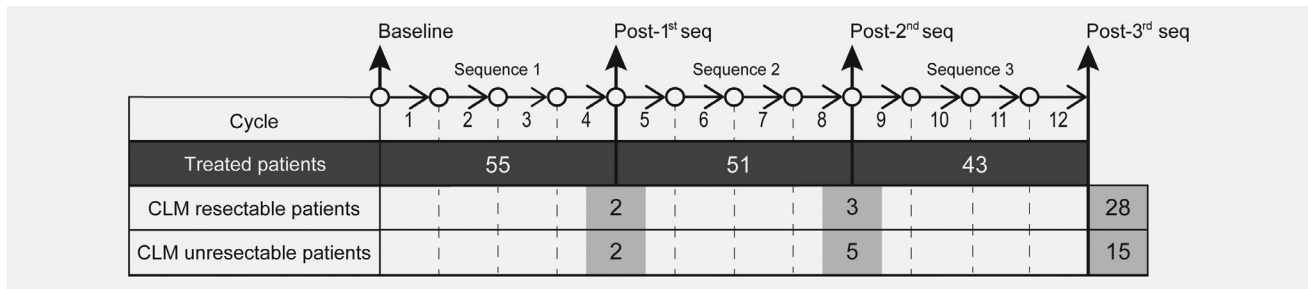 Baseline Post-1st seq Post-2nd seq Post-3rd seq
Sequence 1 Sequence 2 Sequence 3
Cycle 1 2 3 4 5 6 7 8 9 10 11 12
Treated patients 55 51 43
CLM resectable patients 2 3 28
CLM unresectable patients 2 5 15